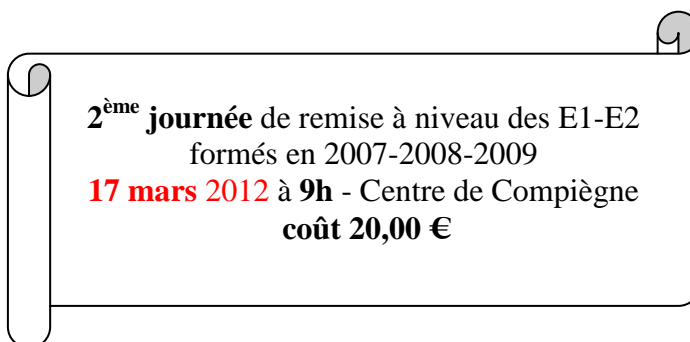 2ème journée de remise à niveau des E1-E2
formés en 2007-2008-2009
17 mars 2012 à 9h - Centre de Compiègne
coût 20,00 €